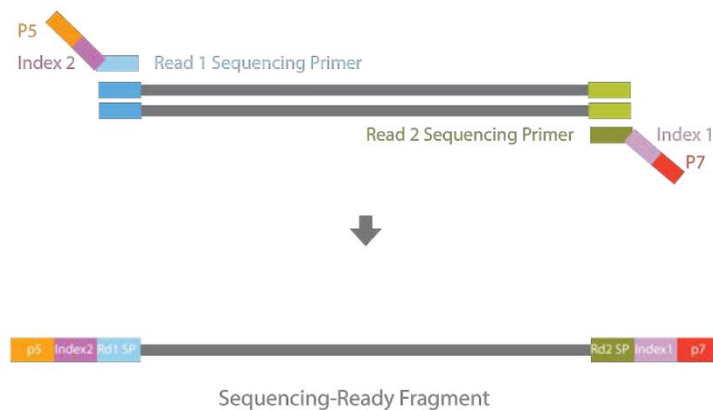 P5
Index 2
Read 1 Sequencing Primer
Read 2 Sequencing Primer
Index 1
P7
p5 Index2 Rd1 SP Rd2 SP Index1 p7
Sequencing-Ready Fragment